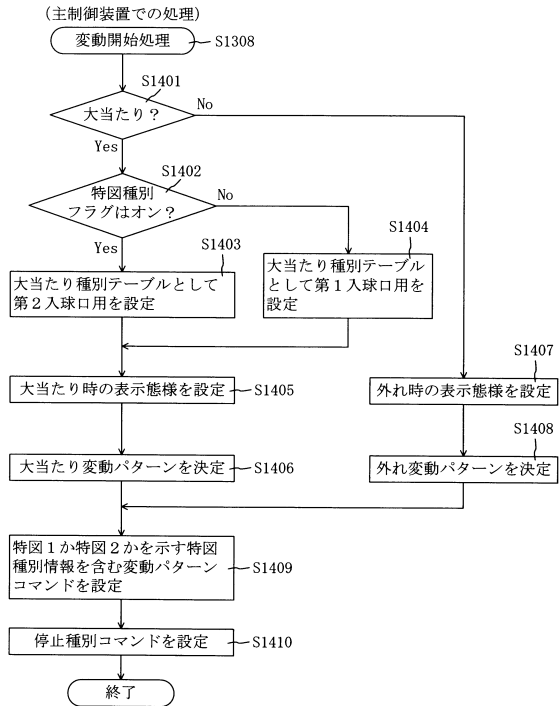 (主制御装置での処理)
変動開始処理
S1308
S1401
大当たり？
No
Yes
S1402
特図種別
フラグはオン？
No
Yes
S1403
大当たり種別テーブルとして
第２入球口用を設定
S1404
大当たり種別テーブル
として第１入球口用を
設定
大当たり時の表示態様を設定
S1405
S1407
外れ時の表示態様を設定
大当たり変動パターンを決定
S1406
S1408
外れ変動パターンを決定
特図１か特図２かを示す特図
種別情報を含む変動パターン
コマンドを設定
S1409
停止種別コマンドを設定
S1410
終了